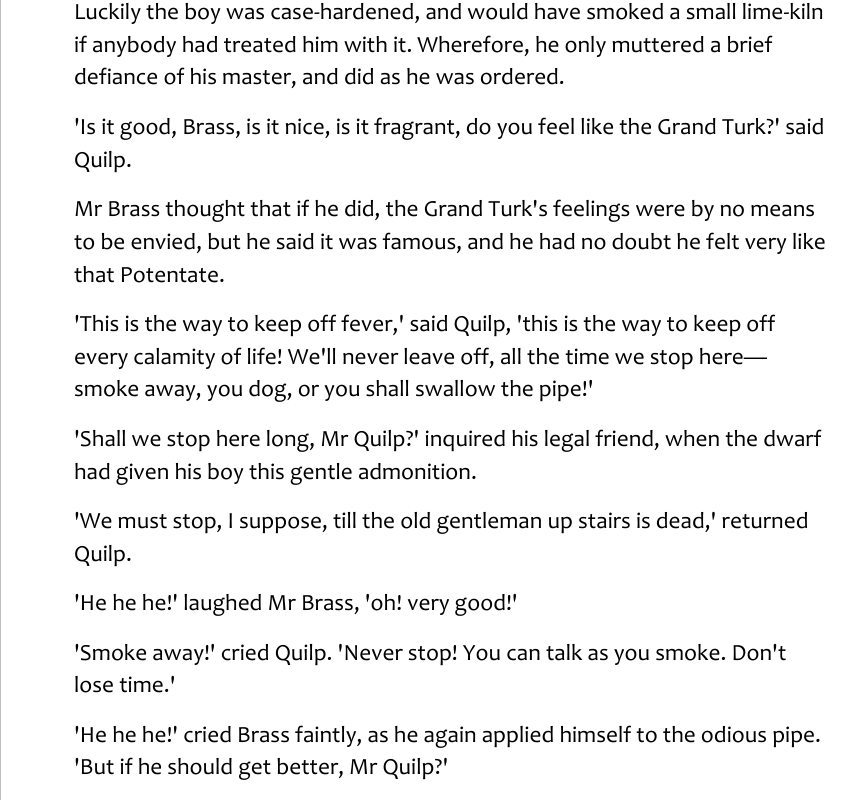 Luckily the boy was case-hardened, and would have smoked a small lime-kiln
if anybody had treated him with it. Wherefore, he only muttered a brief
defiance of his master, and did as he was ordered.
'Is it good, Brass, is it nice, is it fragrant, do you feel like the Grand Turk?' said
Quilp.
Mr Brass thought that if he did, the Grand Turk's feelings were by no means
to be envied, but he said it was famous, and he had no doubt he felt very like
that Potentate.
'This is the way to keep off fever,' said Quilp, 'this is the way to keep off
every calamity of life! We'll never leave off, all the time we stop here—
smoke away, you dog, or you shall swallow the pipe!'
'Shall we stop here long, Mr Quilp?' inquired his legal friend, when the dwarf
had given his boy this gentle admonition.
'We must stop, I suppose, till the old gentleman up stairs is dead,' returned
Quilp.
'He he he!' laughed Mr Brass, 'oh! very good!'
'Smoke away!' cried Quilp. 'Never stop! You can talk as you smoke. Don't
lose time.'
'He he he!' cried Brass faintly, as he again applied himself to the odious pipe.
'But if he should get better, Mr Quilp?'